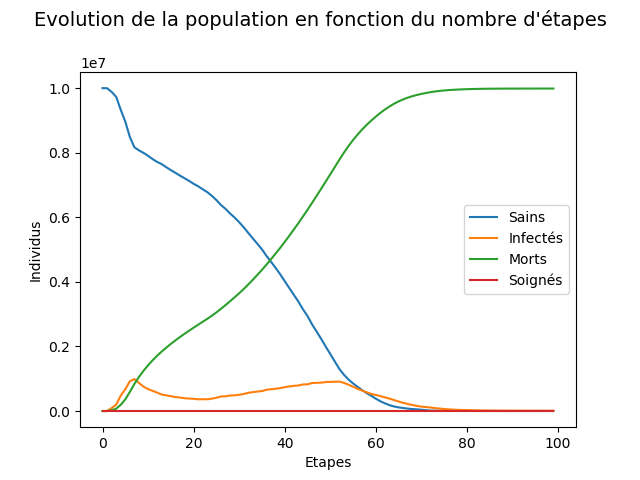 Evolution de la population en fonction du nombre d'étapes
1e7
1.0
0.8
0.6
0.4
0.2
0.0
Individus
Sains
Infectés
Morts
Soignés
0 20 40 60 80 100
Etapes